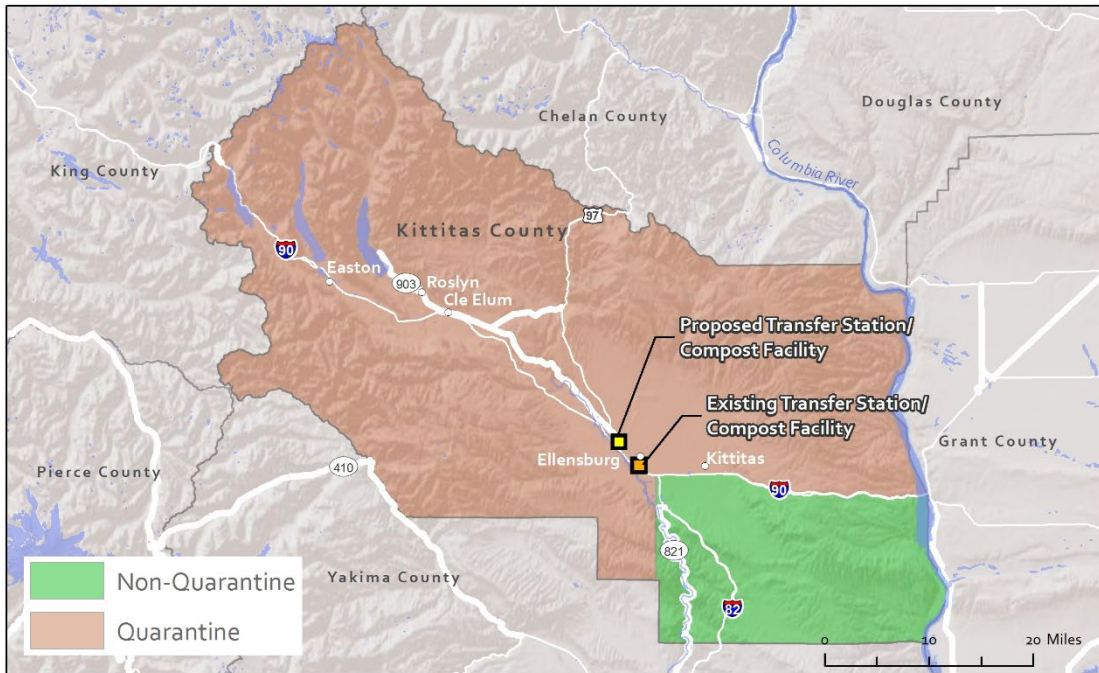 Douglas County
Chelan County
Columbia River
King County
97
Kittitas County
90
Easton
903
Roslyn
Cle Elum
Proposed Transfer Station/
Compost Facility
Existing Transfer Station/
Compost Facility
Grant County
Ellensburg
Kittitas
Pierce County
410
90
821
Yakima County
82
Non-Quarantine
Quarantine
0 10 20 Miles